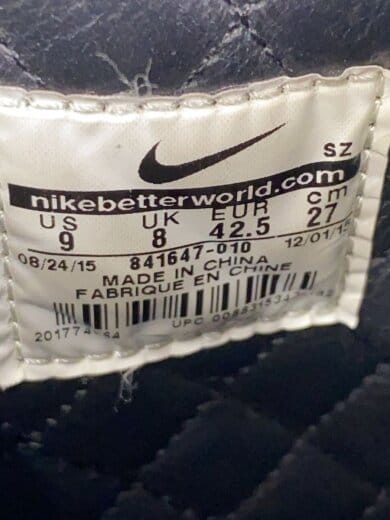 SZ
nikebetterworld.com
US UK EUR cm
9 8 42.5 27
08/24/15 841647-010 12/01/15
MADE IN CHINA
FABRIQUE EN CHINE
UPC